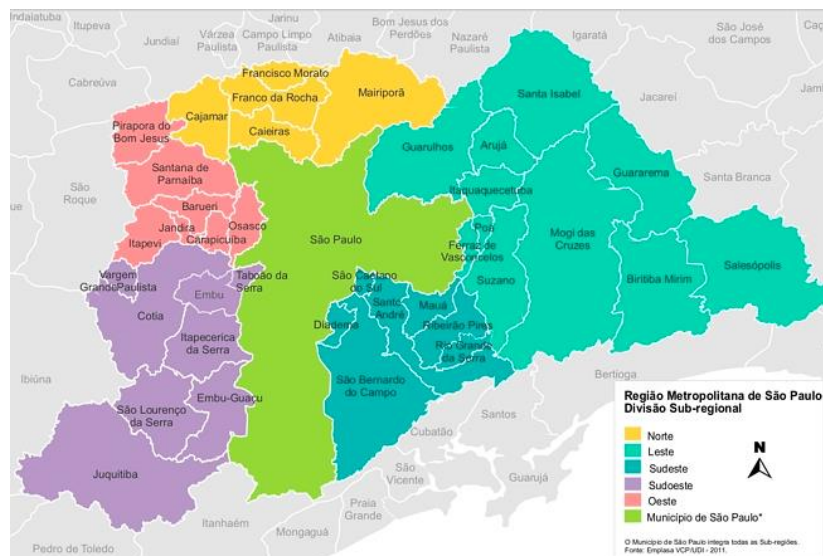 Indaiatuba
Itupeva
Jundiaí
Várzea
Paulista
Jarinu
Campo Limpo
Paulista
Atibaia
Bom Jesus dos
Perdões
Nazaré
Paulista
Igaratá
São José
dos Campos
Cabreúva
Jacareí
Francisco Morato
Franco da Rocha
Mairiporã
Cajamar
Caieiras
Santa Isabel
Pirapora do
Bom Jesus
Guarulhos
Arujá
Santana de
Parnaíba
Itaquaquecetuba
Guararema
Santa Branca
São
Roque
Barueri
Jandira
Osasco
Itapevi
Carapicuíba
São Paulo
Poá
Ferraz de
Vasconcelos
Mogi das
Cruzes
Suzano
Biritiba Mirim
Salesópolis
Vargem
Grande Paulista
Taboão da
Serra
Embu
Cotia
São Caetano
do Sul
Santo
André
Mauá
Diadema
Ribeirão Pires
Itapecerica
da Serra
Rio Grande
da Serra
São Bernardo
do Campo
Ibiúna
Embu-Guaçu
São Lourenço
da Serra
Juquitiba
Bertioga
Santos
Cubatão
São
Vicente
Guarujá
Praia
Grande
Itanhaém
Mongaguá
Pedro de Toledo
Região Metropolitana de São Paulo
Divisão Sub-regional
Norte
Leste
Sudeste
Sudoeste
Oeste
Município de São Paulo*
N
O Município de São Paulo integra todas as Sub-regiões.
Fonte: Emplasa VCP/UDI - 2011.